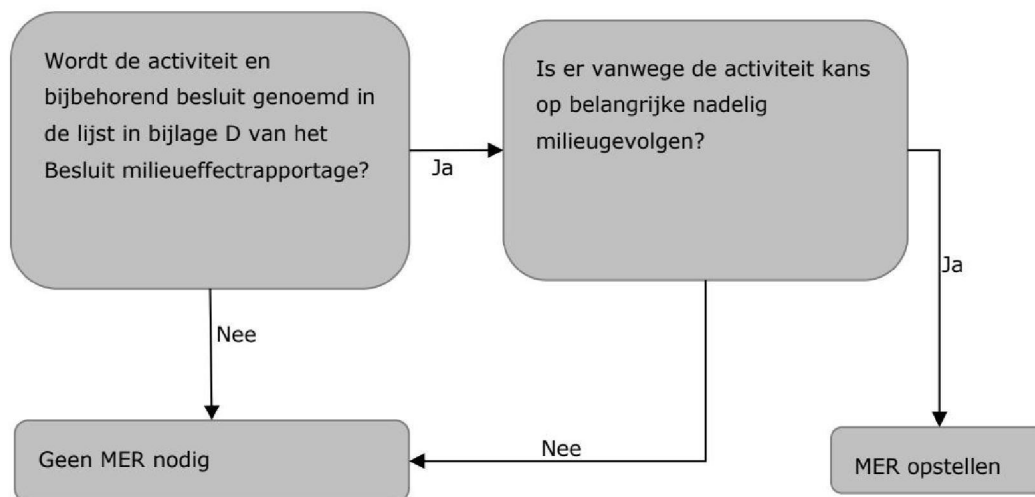 Wordt de activiteit en
bijbehorend besluit genoemd in
de lijst in bijlage D van het
Besluit milieueffectrapportage?
Ja
Is er vanwege de activiteit kans
op belangrijke nadelig
milieugevolgen?
Ja
Nee
Nee
Geen MER nodig
MER opstellen